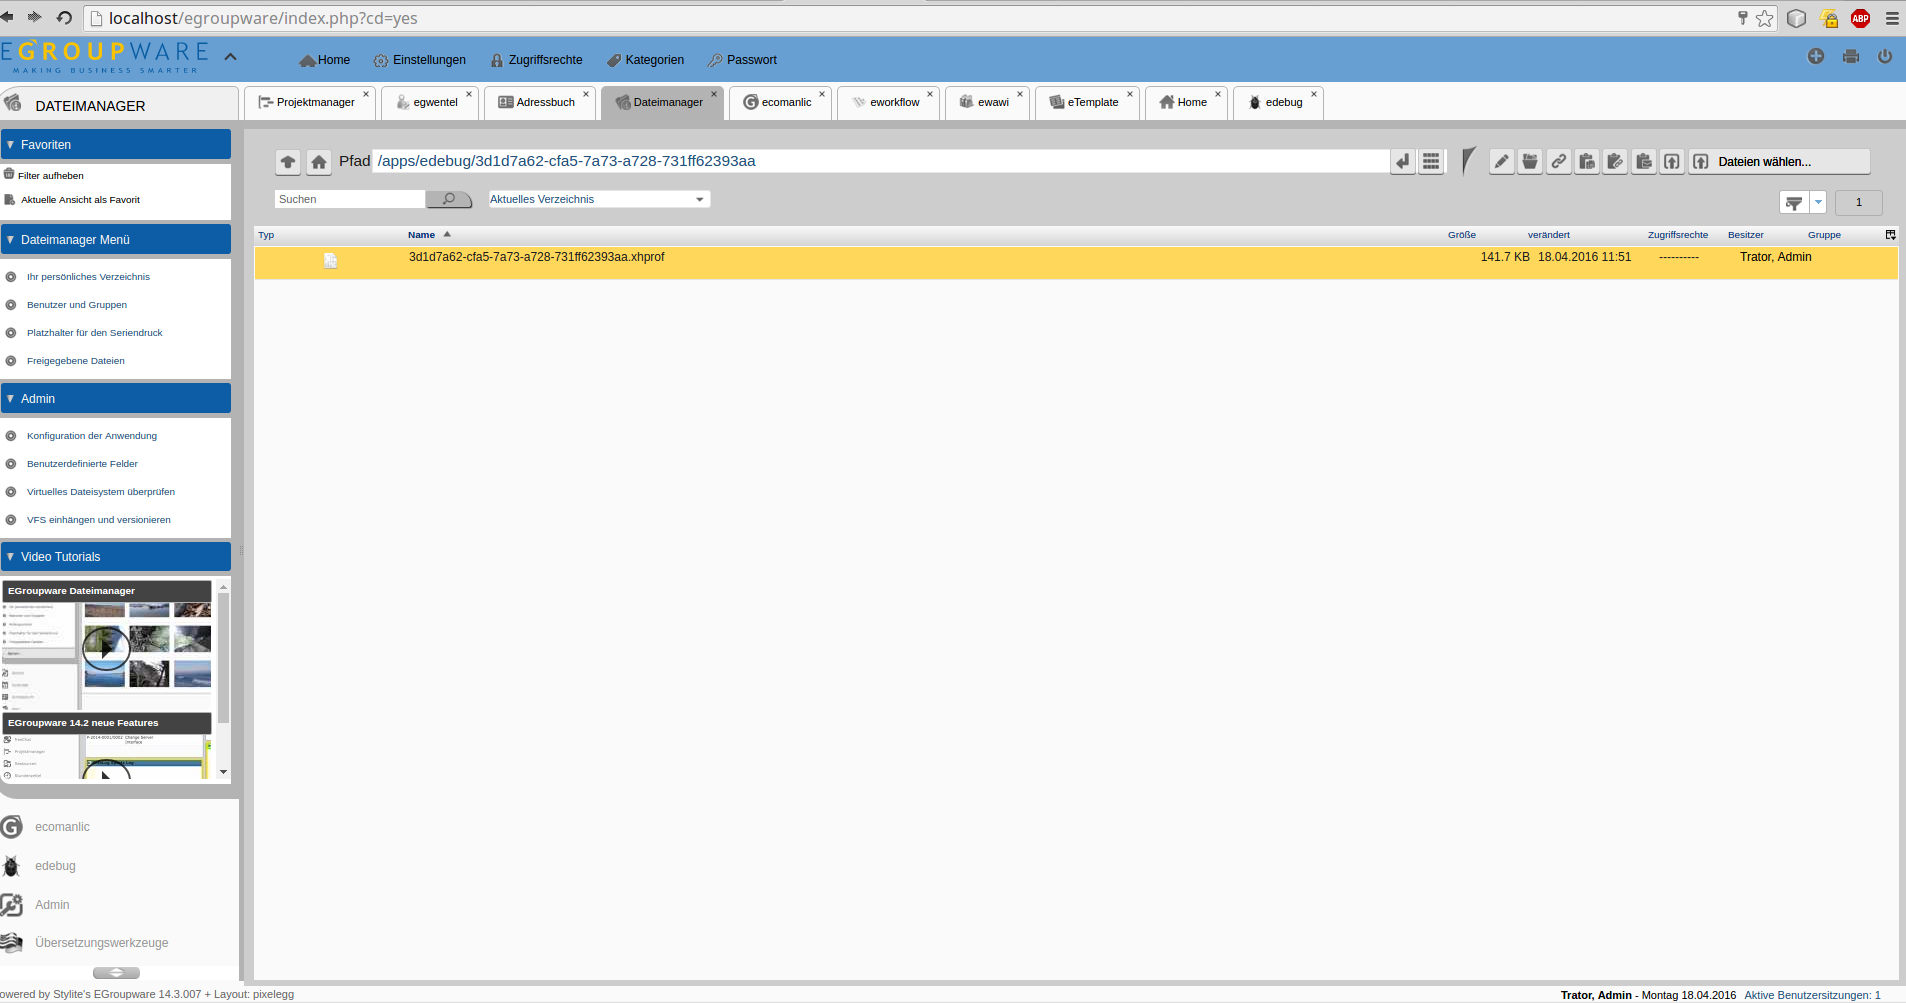 localhost/egroupware/index.php?cd=yes
ABP
EGROUPWARE
MAKING BUSINESS SMARTER
Home Einstellungen Zugriffsrechte Kategorien Passwort
DATEIMANAGER
Projektmanager egwentel Adressbuch Dateimanager ecomanlic eworkflow ewawi eTemplate Home edebug
Favoriten
Filter aufheben
Aktuelle Ansicht als Favorit
Dateimanager Menü
Ihr persönliches Verzeichnis
Benutzer und Gruppen
Platzhalter für den Seriendruck
Freigegebene Dateien
Admin
Konfiguration der Anwendung
Benutzerdefinierte Felder
Virtuelles Dateisystem überprüfen
VFS einhängen und versionieren
Video Tutorials
EGroupware Dateimanager
EGroupware 14.2 neue Features
ecomanlic
edebug
Admin
Übersetzungswerkzeuge
Pfad /apps/edebug/3d1d7a62-cfa5-7a73-a728-731ff62393aa
Dateien wählen...
Suchen
Aktuelles Verzeichnis
1
Typ Name Größe verändert Zugriffsrechte Besitzer Gruppe
3d1d7a62-cfa5-7a73-a728-731ff62393aa.xhprof 141.7 KB 18.04.2016 11:51 ---------- Trator, Admin
owered by Stylite's EGroupware 14.3.007 + Layout: pixelegg
Trator, Admin - Montag 18.04.2016 Aktive Benutzersitzungen: 1